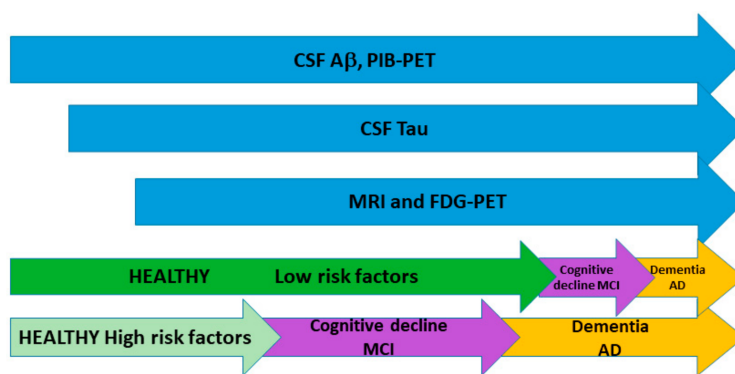 CSF Aβ, PIB-PET
CSF Tau
MRI and FDG-PET
HEALTHY Low risk factors
Cognitive
decline MCI
Dementia
AD
HEALTHY High risk factors
Cognitive decline
MCI
Dementia
AD